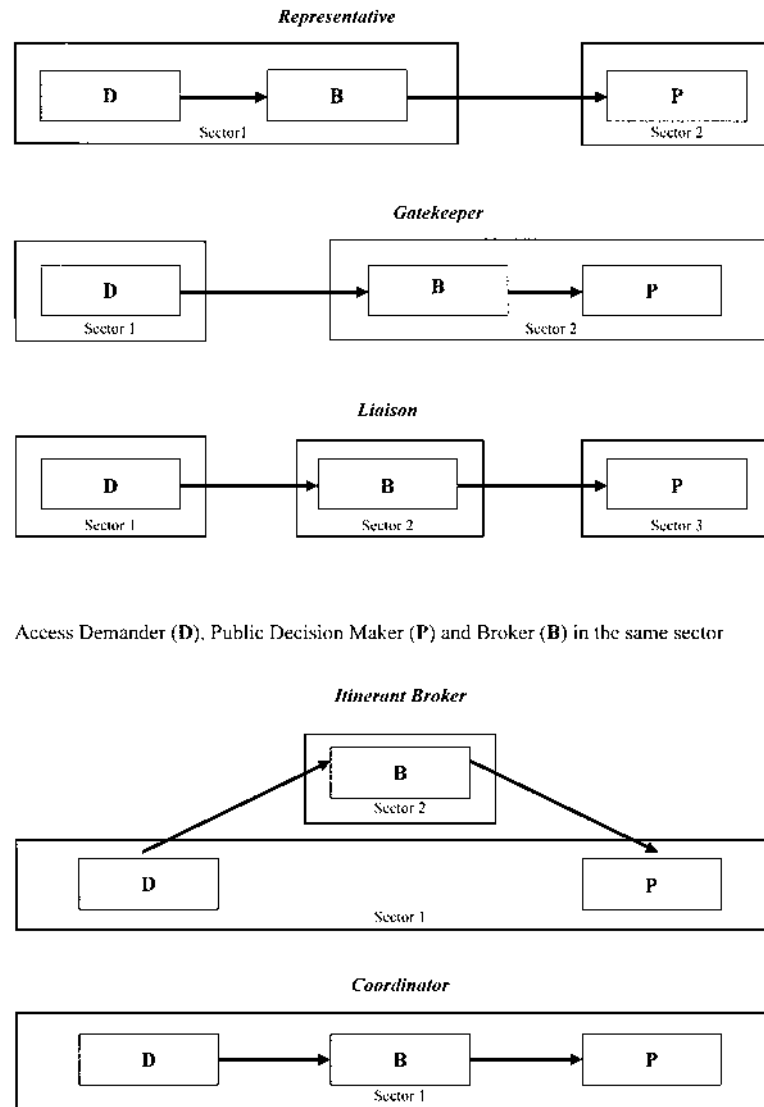 Representative
D B P
Sector1 Sector 2
Gatekeeper
D B P
Sector 1 Sector 2
Liaison
D B P
Sector 1 Sector 2 Sector 3
Access Demander (D), Public Decision Maker (P) and Broker (B) in the same sector
Itinerant Broker
B
Sector 2
D P
Sector 1
Coordinator
D B P
Sector 1